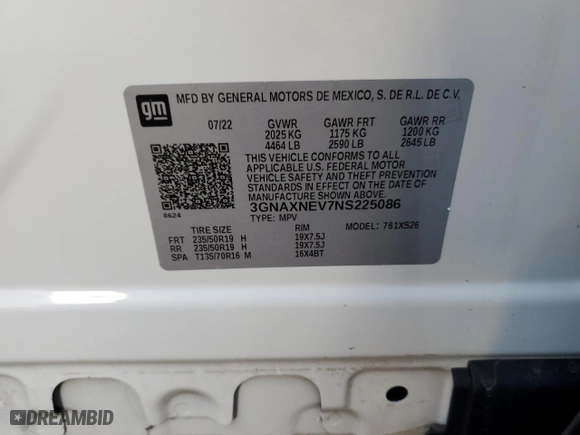 gm
MFD BY GENERAL MOTORS DE MEXICO, S. DE R.L. DE C.V.
07/22 GVWR GAWR FRT GAWR RR
2025 KG 1175 KG 1200 KG
4464 LB 2590 LB 2645 LB
THIS VEHICLE CONFORMS TO ALL
APPLICABLE U.S. FEDERAL MOTOR
VEHICLE SAFETY AND THEFT PREVENTION
STANDARDS IN EFFECT ON THE DATE OF
MANUFACTURE SHOWN ABOVE.
3GNAXNEV7NS225086
8624 TYPE: MPV MODEL: 761XS26
TIRE SIZE RIM
FRT 235/50R19 H 19X7.5J
RR 235/50R19 H 19X7.5J
SPA T135/70R16 M 16X4BT
DREAMBID